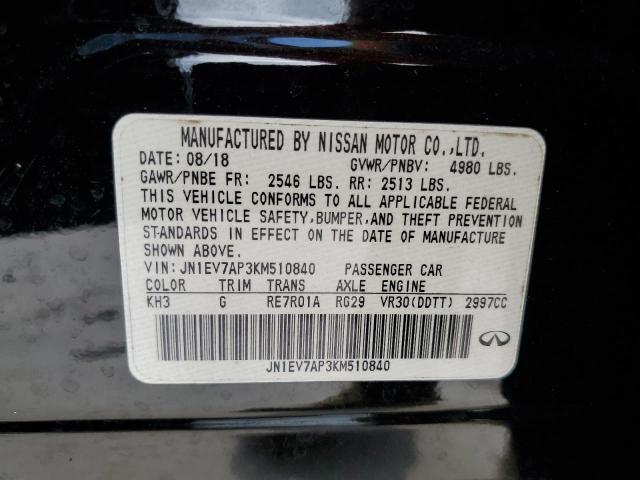 MANUFACTURED BY NISSAN MOTOR CO.,LTD.
DATE: 08/18 GVWR/PNBV: 4980 LBS.
GAWR/PNBE FR: 2546 LBS. RR: 2513 LBS.
THIS VEHICLE CONFORMS TO ALL APPLICABLE FEDERAL
MOTOR VEHICLE SAFETY,BUMPER,AND THEFT PREVENTION
STANDARDS IN EFFECT ON THE DATE OF MANUFACTURE
SHOWN ABOVE.
VIN: JN1EV7AP3KM510840 PASSENGER CAR
COLOR TRIM TRANS AXLE ENGINE
KH3 G RE7R01A RG29 VR30(DDTT) 2997CC
JN1EV7AP3KM510840